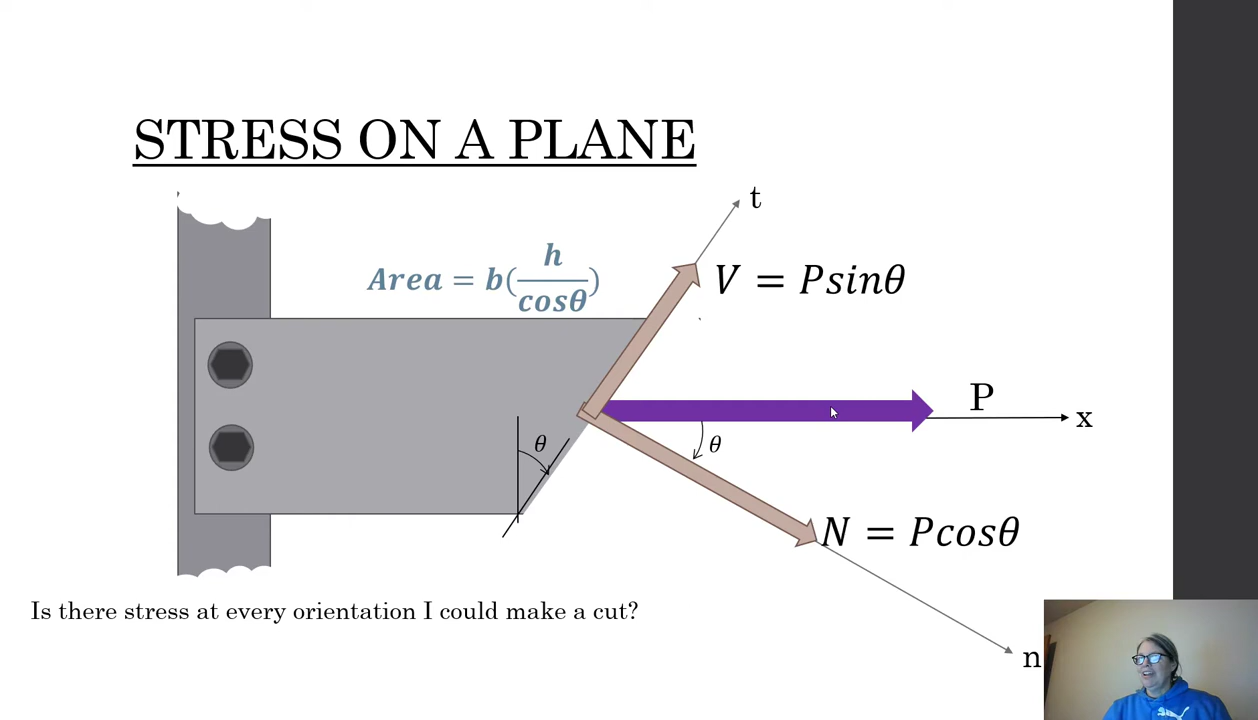 STRESS ON A PLANE
t
Area = b(h/cosθ)
V = Psinθ
P
x
θ
θ
N = Pcosθ
Is there stress at every orientation I could make a cut?
n